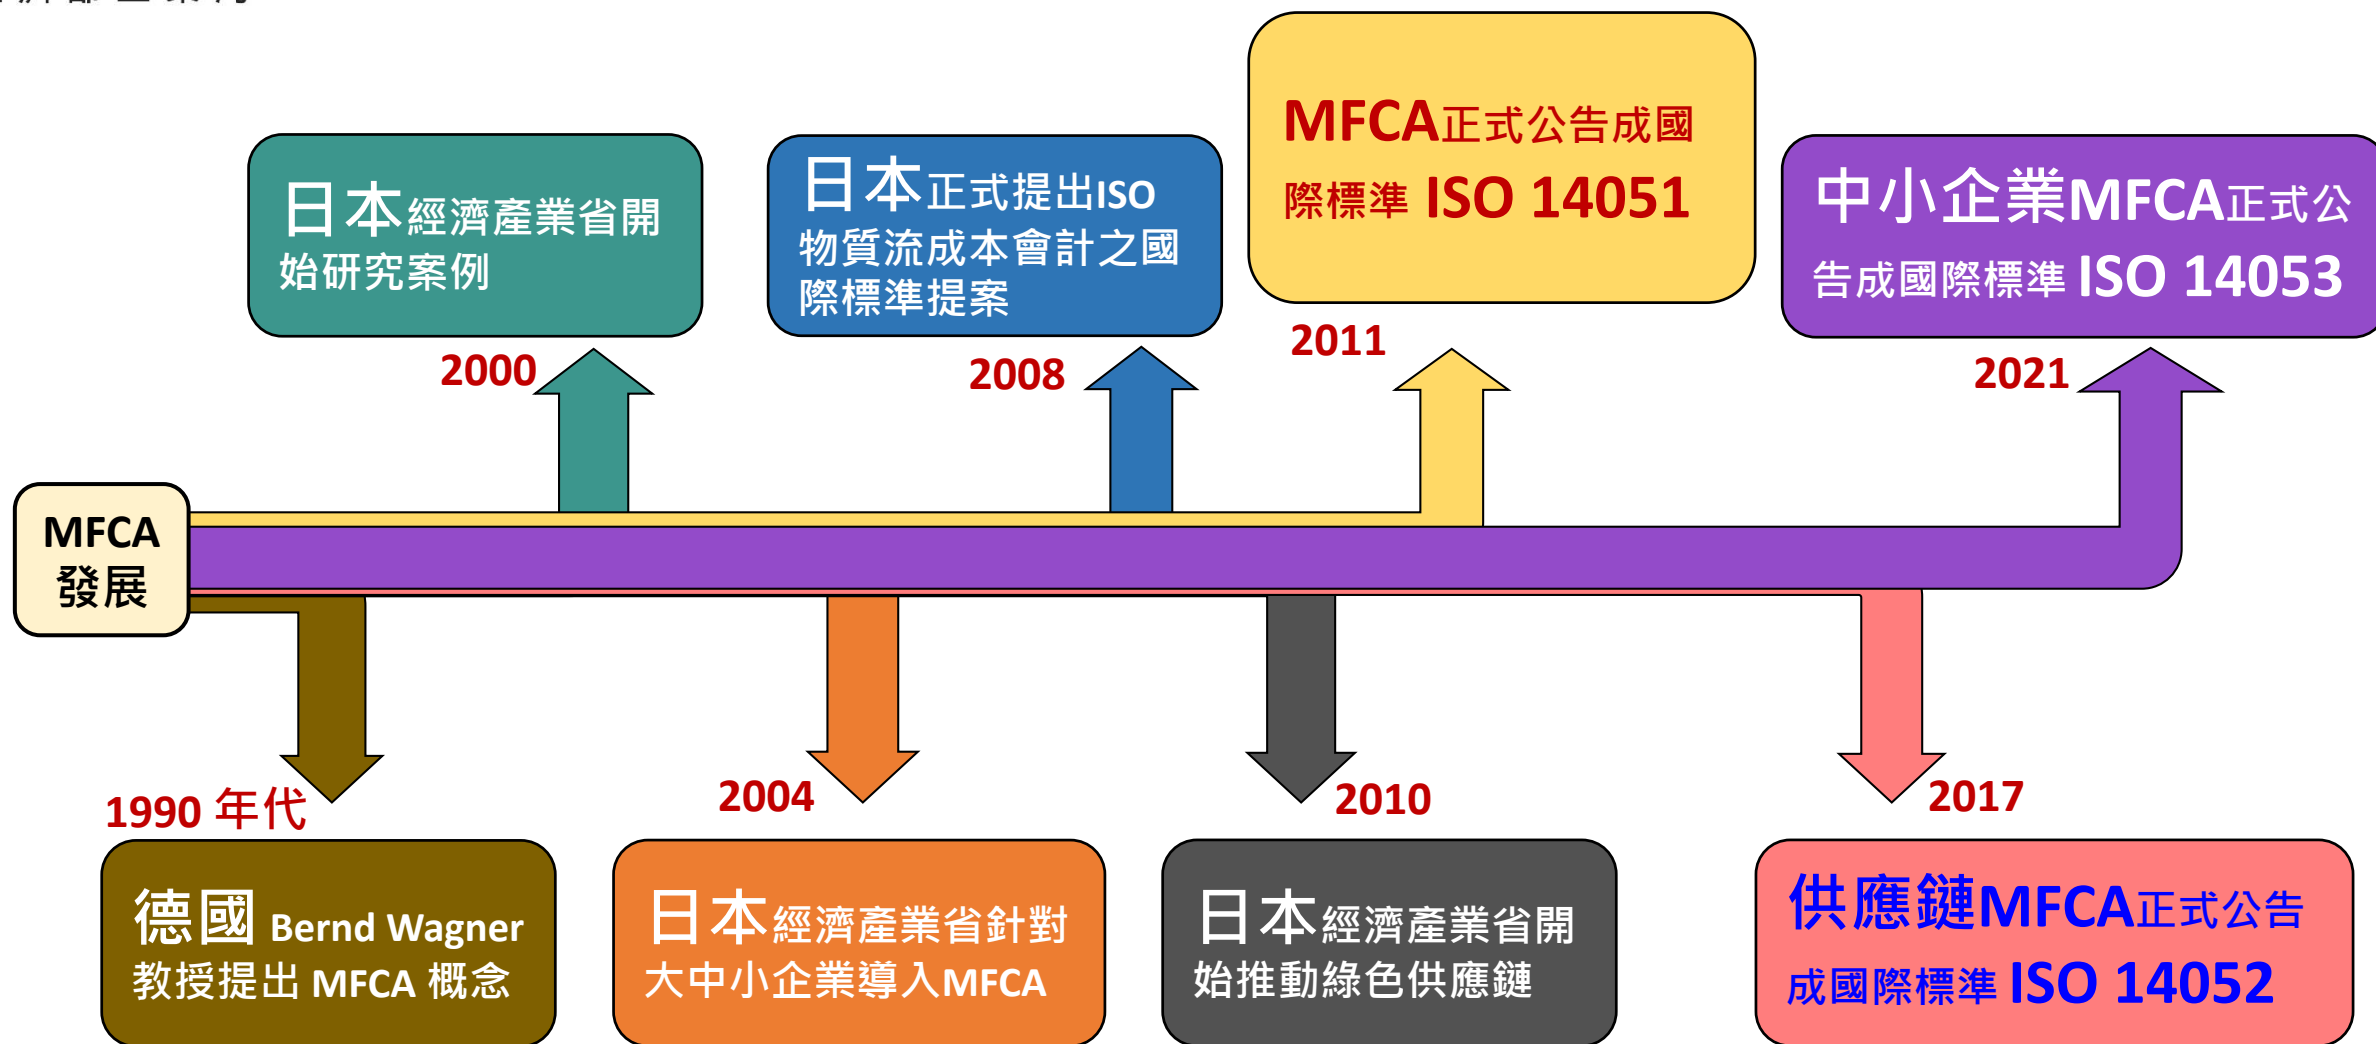 MFCA正式公告成國
際標準 ISO 14051
日本經濟產業省開
始研究案例
日本正式提出ISO
物質流成本會計之國
際標準提案
中小企業MFCA正式公
告成國際標準 ISO 14053
2000
2008
2011
2021
MFCA
發展
1990 年代
2004
2010
2017
德國 Bernd Wagner
教授提出 MFCA 概念
日本經濟產業省針對
大中小企業導入MFCA
日本經濟產業省開
始推動綠色供應鏈
供應鏈MFCA正式公告
成國際標準 ISO 14052